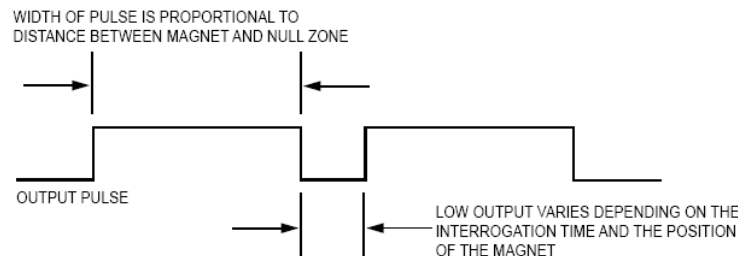 WIDTH OF PULSE IS PROPORTIONAL TO
DISTANCE BETWEEN MAGNET AND NULL ZONE
OUTPUT PULSE
LOW OUTPUT VARIES DEPENDING ON THE
INTERROGATION TIME AND THE POSITION
OF THE MAGNET